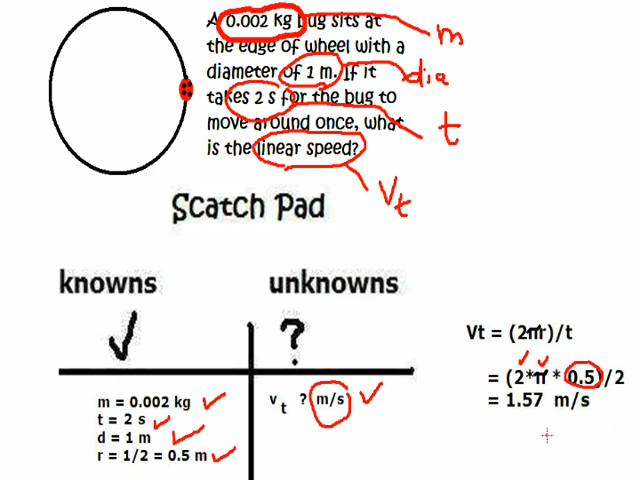 A 0.002 kg bug sits at
the edge of wheel with a
diameter of 1 m. If it
takes 2 s for the bug to
move around once, what
is the linear speed?
m
dia
t
Vt
Scatch Pad
knowns
unknowns
?
m = 0.002 kg
t = 2 s
d = 1 m
r = 1/2 = 0.5 m
vt ? m/s
Vt = (2πr)/t
= (2*π * 0.5)/2
= 1.57 m/s